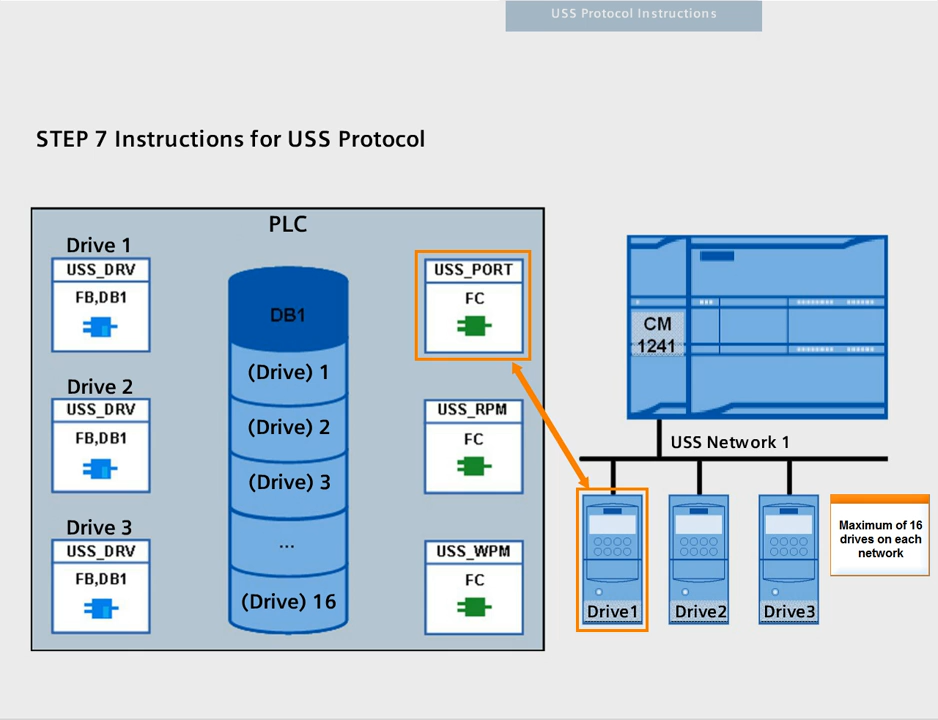 USS Protocol Instructions
STEP 7 Instructions for USS Protocol
PLC
Drive 1
USS_DRV
FB,DB1
Drive 2
USS_DRV
FB,DB1
Drive 3
USS_DRV
FB,DB1
DB1
(Drive) 1
(Drive) 2
(Drive) 3
...
(Drive) 16
USS_PORT
FC
USS_RPM
FC
USS_WPM
FC
CM
1241
USS Network 1
Drive1
Drive2
Drive3
Maximum of 16
drives on each
network